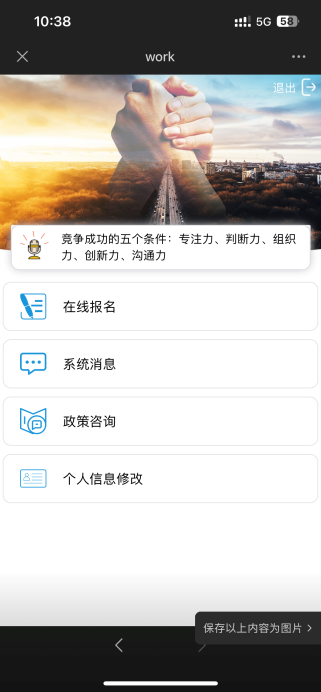 10:38
5G
58
work
退出
竞争成功的五个条件：专注力、判断力、组织
力、创新力、沟通力
在线报名
系统消息
政策咨询
个人信息修改
保存以上内容为图片